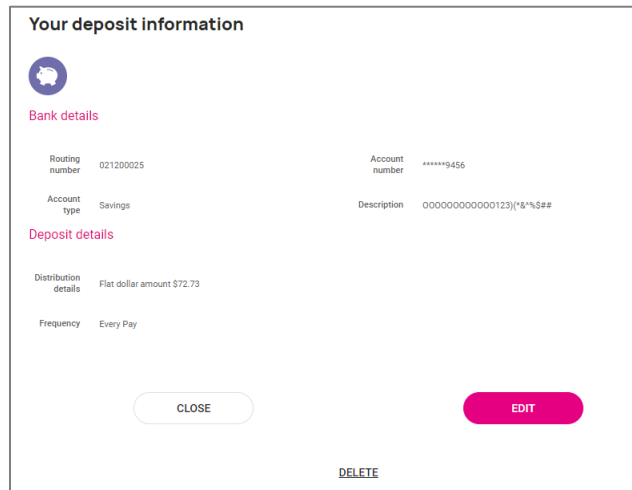 Your deposit information
Bank details
Routing number 021200025
Account number ******9456
Account type Savings
Description OOOOOOOOOOOOO123)(*&^%$##
Deposit details
Distribution details Flat dollar amount $72.73
Frequency Every Pay
CLOSE
EDIT
DELETE